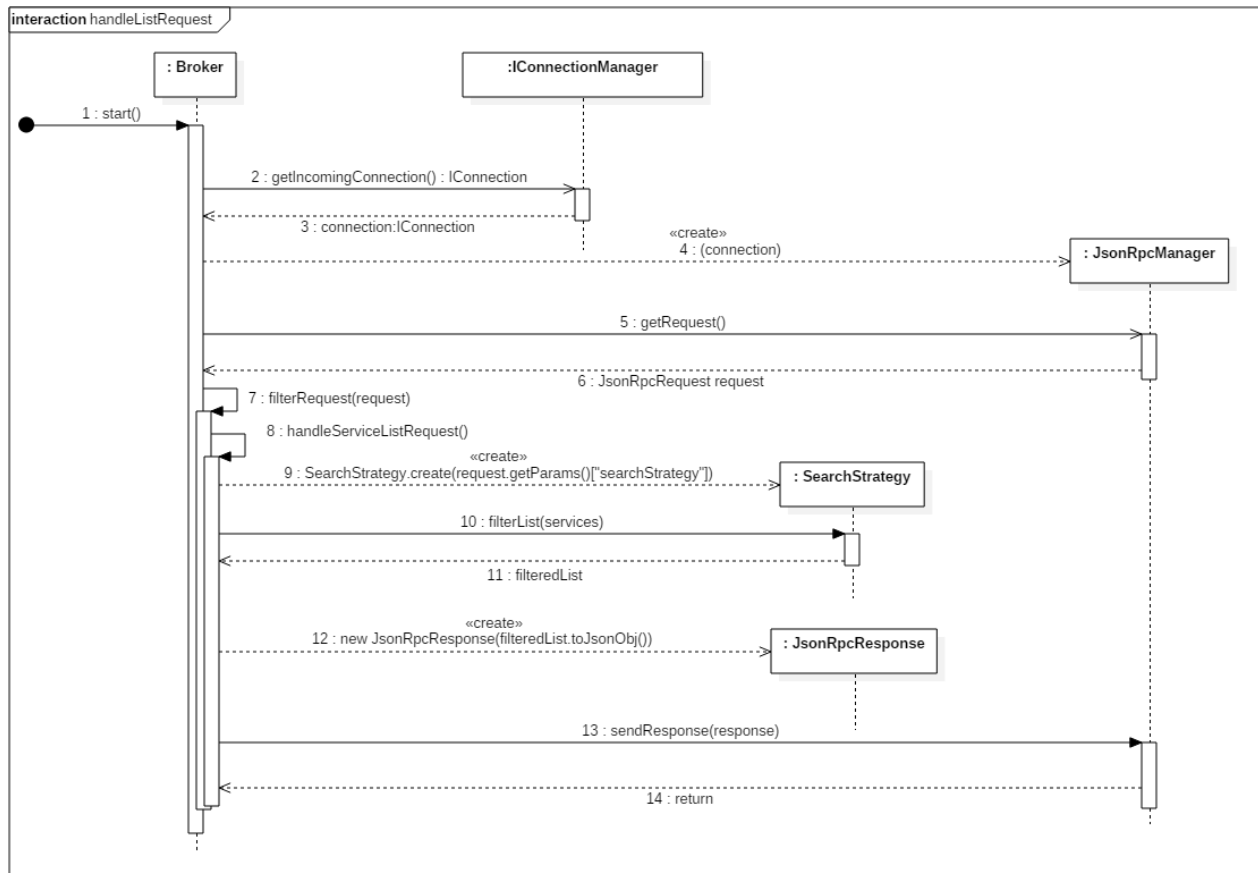 interaction handleListRequest
: Broker
:IConnectionManager
1 : start()
2 : getIncomingConnection() : IConnection
3 : connection:IConnection
«create»
4 : (connection)
: JsonRpcManager
5 : getRequest()
6 : JsonRpcRequest request
7 : filterRequest(request)
8 : handleServiceListRequest()
«create»
9 : SearchStrategy.create(request.getParams()["searchStrategy"])
: SearchStrategy
10 : filterList(services)
11 : filteredList
«create»
12 : new JsonRpcResponse(filteredList.toJsonObj())
: JsonRpcResponse
13 : sendResponse(response)
14 : return